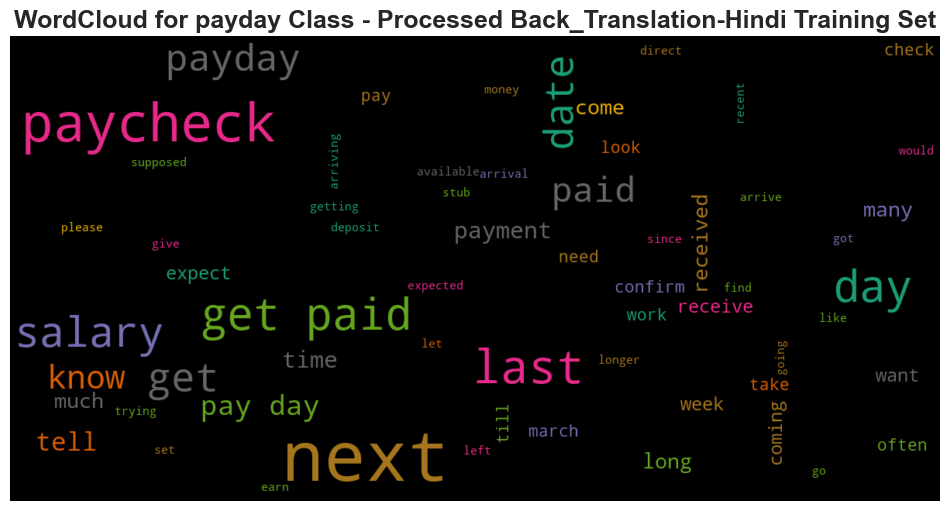 WordCloud for payday Class - Processed Back_Translation-Hindi Training Set
payday
direct
check
date
money
pay
recent
come
paycheck
look
would
supposed
arriving
available
arrival
stub
paid
arrive
getting
many
please
deposit
payment
received
since
got
give
need
expect
expected
confirm
find
day
get paid
work
receive
like
salary
let
time
last
longer
going
know
get
take
want
much
trying
pay day
till
week
coming
march
tell
set
next
left
long
often
go
earn